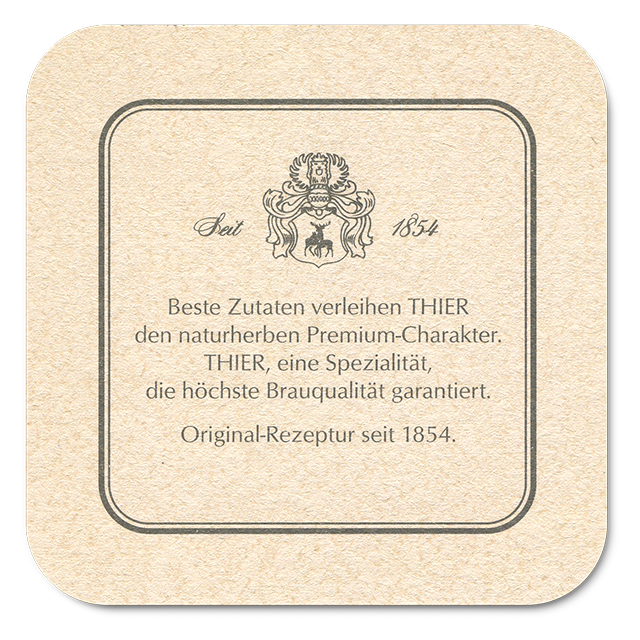 Seit 1854
Beste Zutaten verleihen THIER
den naturherben Premium-Charakter.
THIER, eine Spezialität,
die höchste Brauqualität garantiert.
Original-Rezeptur seit 1854.